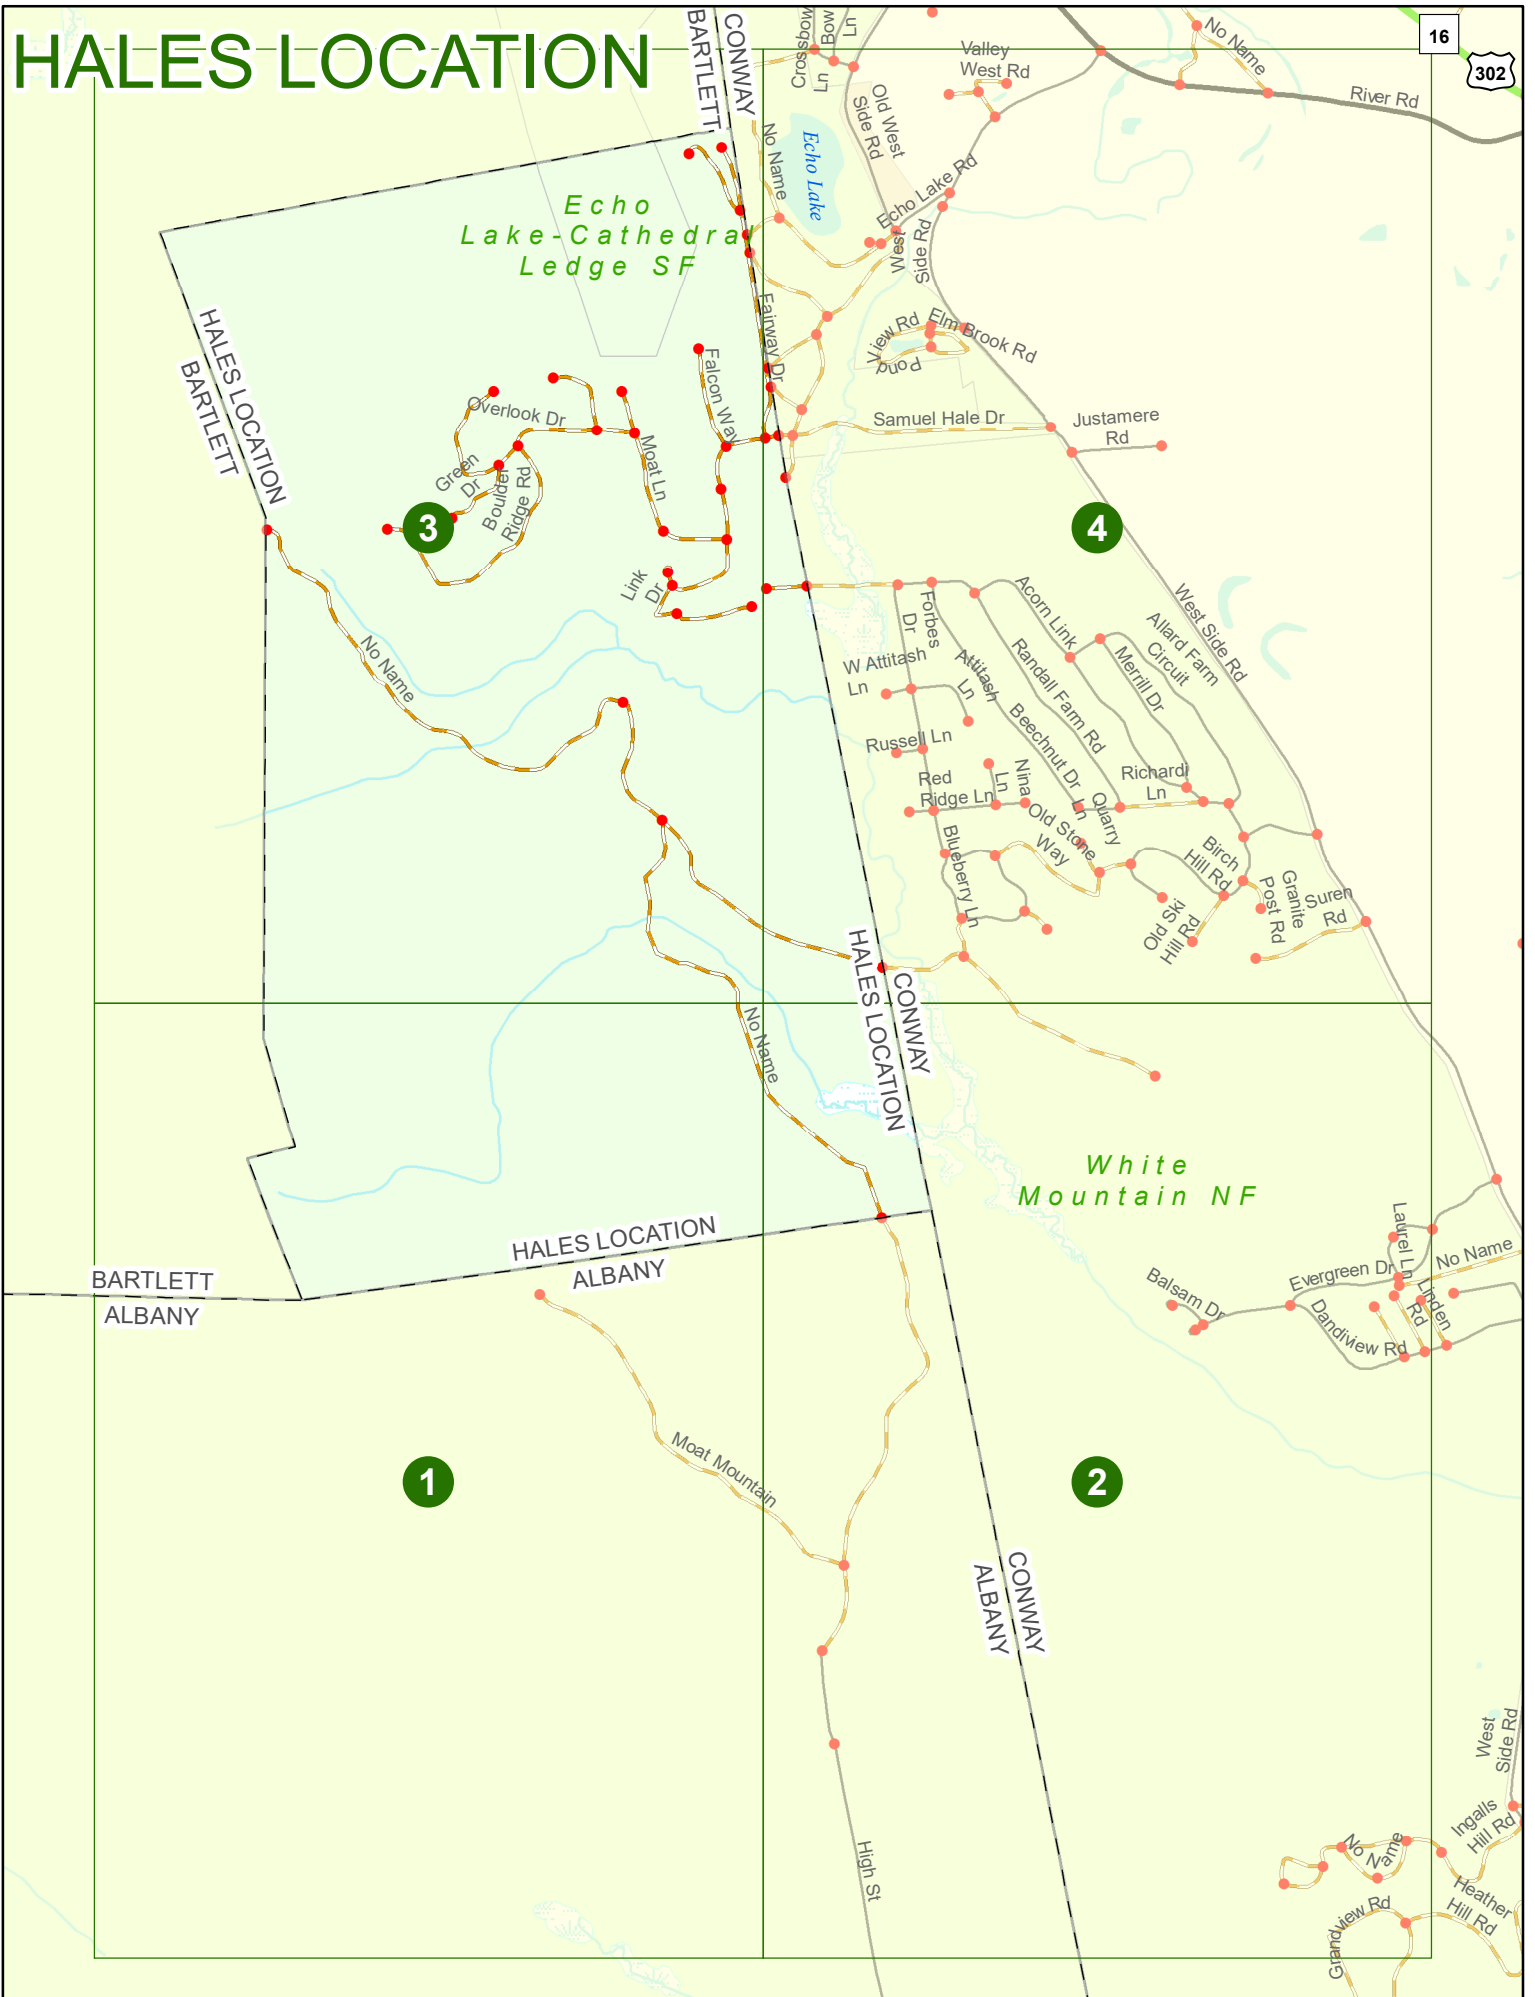 HALES LOCATION
BARTLETT
CONWAY
Crossbow
Ln
Bow
Ln
Valley
West Rd
No Name
16
302
River Rd
Old West
Side Rd
No Name
Echo Lake
Echo Lake Rd
Echo
Lake-Cathedral
Ledge SF
West
Side Rd
HALES LOCATION
BARTLETT
Fairway Dr
View Rd
Pond
Elm Brook Rd
Falcon Way
Overlook Dr
Samuel Hale Dr
Justamere
Rd
Moat Ln
Green
Dr
Boulder
Ridge Rd
3
4
Link
Dr
Forbes
Dr
Acorn Link
West Side Rd
Allard Farm
Circuit
Merrill Dr
Randall Farm Rd
Attitash
Ln
W Attitash
Ln
No Name
Beechnut Dr
Russell Ln
Red
Ridge Ln
Nina
Ln
Richardi
Ln
Quarry
Ln
Old Stone
Way
Blueberry Ln
Birch
Hill Rd
Granite
Post Rd
Suren
Rd
Old Ski
Hill Rd
HALES LOCATION
CONWAY
No Name
White
Mountain NF
HALES LOCATION
ALBANY
BARTLETT
ALBANY
Laurel Ln
No Name
Evergreen Dr
Balsam Dr
Linden
Rd
Dandiview Rd
Moat Mountain
1
2
CONWAY
ALBANY
West
Side Rd
Ingalls
Hill Rd
No Name
High St
Heather
Hill Rd
Grandview Rd